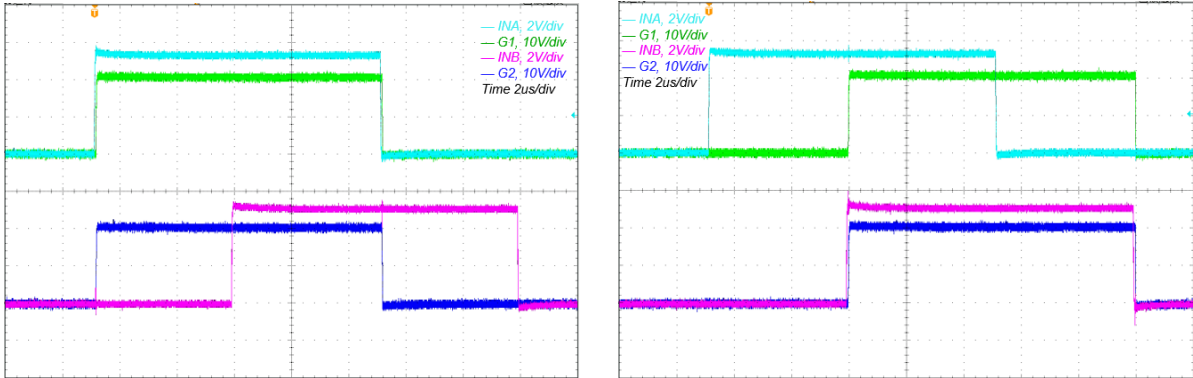 T
INA, 2V/div
G1, 10V/div
INB, 2V/div
G2, 10V/div
Time 2us/div
T
INA, 2V/div
G1, 10V/div
INB, 2V/div
G2, 10V/div
Time 2us/div